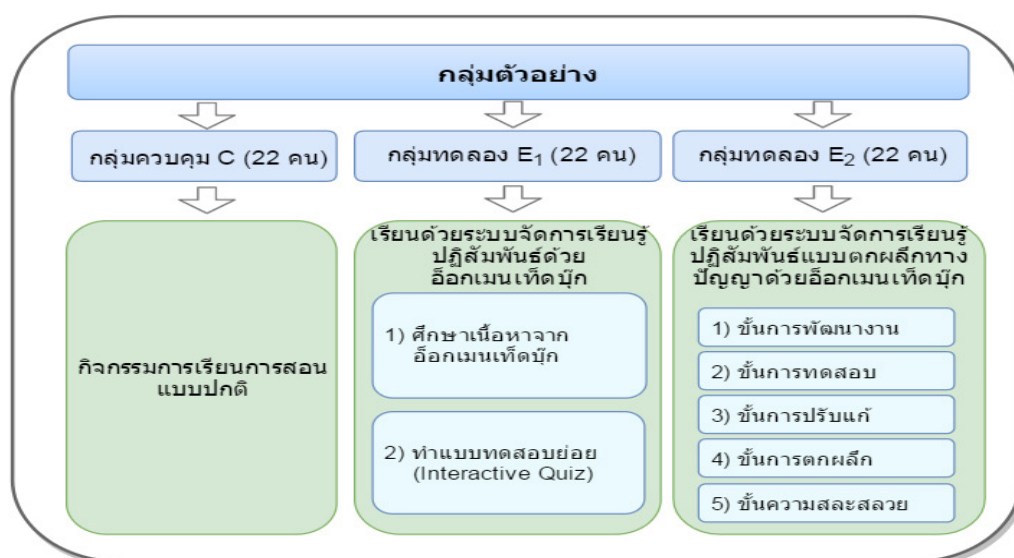 กลุ่มตัวอย่าง
กลุ่มควบคุม C (22 คน)
กลุ่มทดลอง E₁ (22 คน)
กลุ่มทดลอง E₂ (22 คน)
กิจกรรมการเรียนการสอน
แบบปกติ
เรียนด้วยระบบจัดการเรียนรู้
ปฏิสัมพันธ์ด้วย
อ็อกเมนเท็ดบุ๊ก
1) ศึกษาเนื้อหาจาก
อ็อกเมนเท็ดบุ๊ก
2) ทำแบบทดสอบย่อย
(Interactive Quiz)
เรียนด้วยระบบจัดการเรียนรู้
ปฏิสัมพันธ์แบบตกผลึกทาง
ปัญญาด้วยอ็อกเมนเท็ดบุ๊ก
1) ขั้นการพัฒนางาน
2) ขั้นการทดสอบ
3) ขั้นการปรับแก้
4) ขั้นการตกผลึก
5) ขั้นความสละสลวย